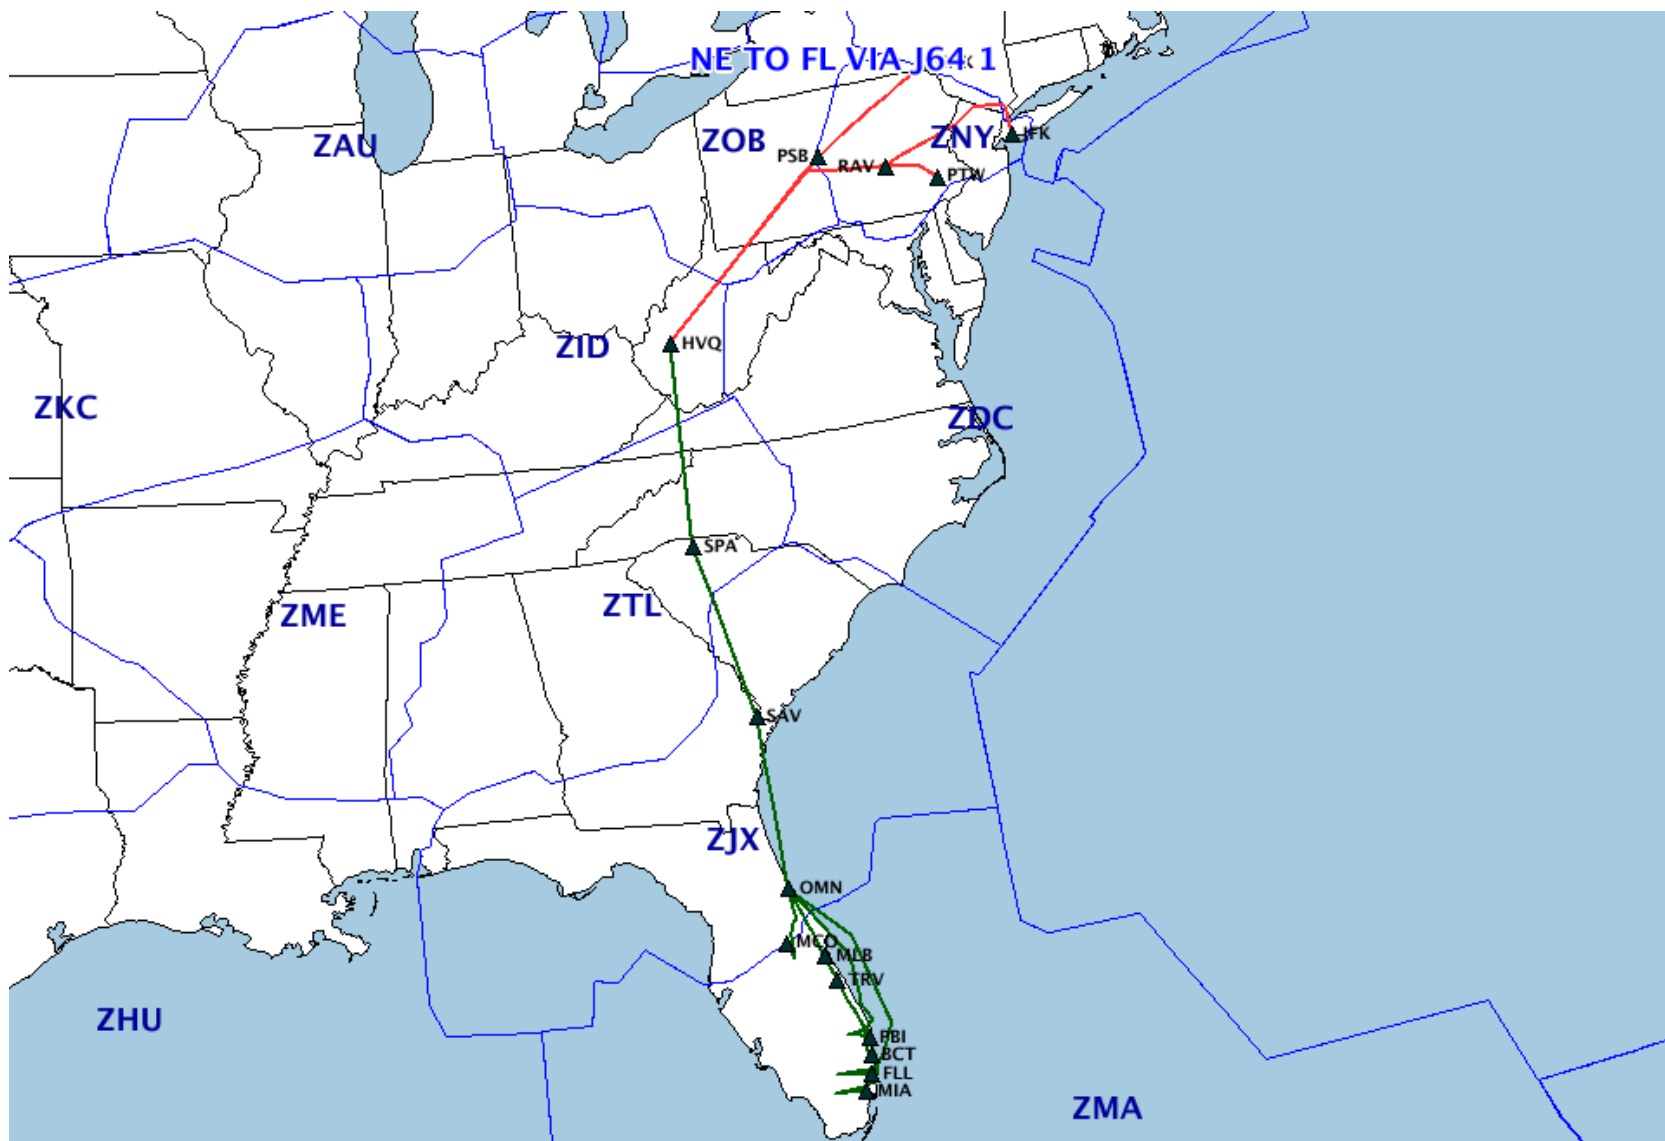 NE TO FL VIA J64 1
ZAU
ZOB
ZNY
JFK
PSB
RAV
PTW
ZID
HVQ
ZKC
ZDC
SPA
ZME
ZTL
SAV
ZJX
OMN
MCO
MLB
TRV
ZHU
PBI
BCT
FLL
MIA
ZMA